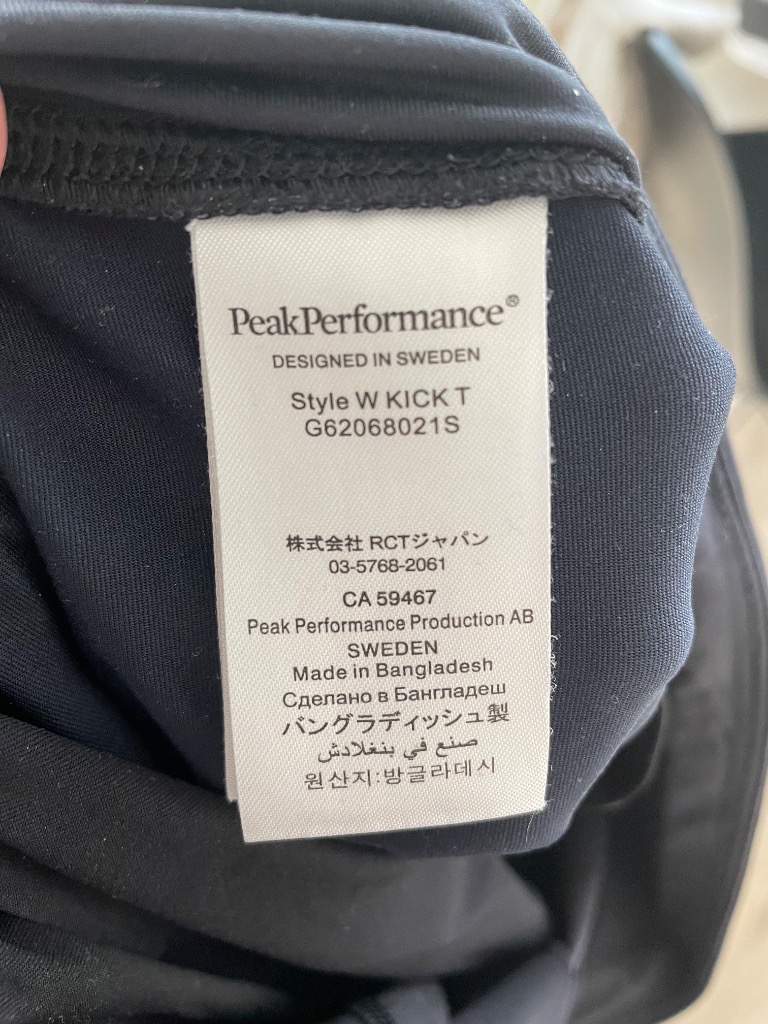 PeakPerformance®
DESIGNED IN SWEDEN
Style W KICK T
G62068021S
株式会社 RCTジャパン
03-5768-2061
CA 59467
Peak Performance Production AB
SWEDEN
Made in Bangladesh
Сделано в Бангладеш
バングラディッシュ製
صنع في بنغلادش
원산지:방글라데시